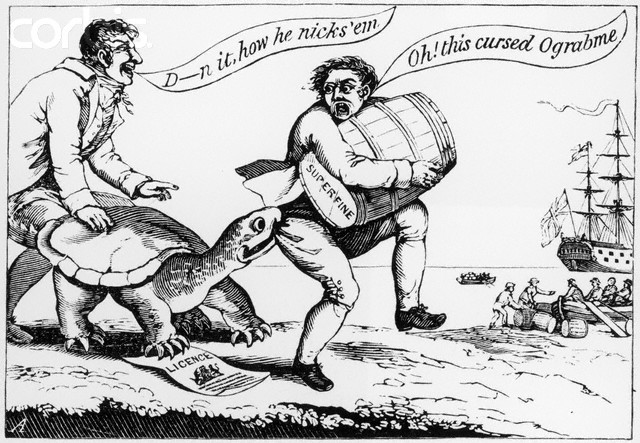 corbis.
D—n it, how he nicks 'em
Oh! this cursed Ograbme
SUPERFINE
LICENCE
A